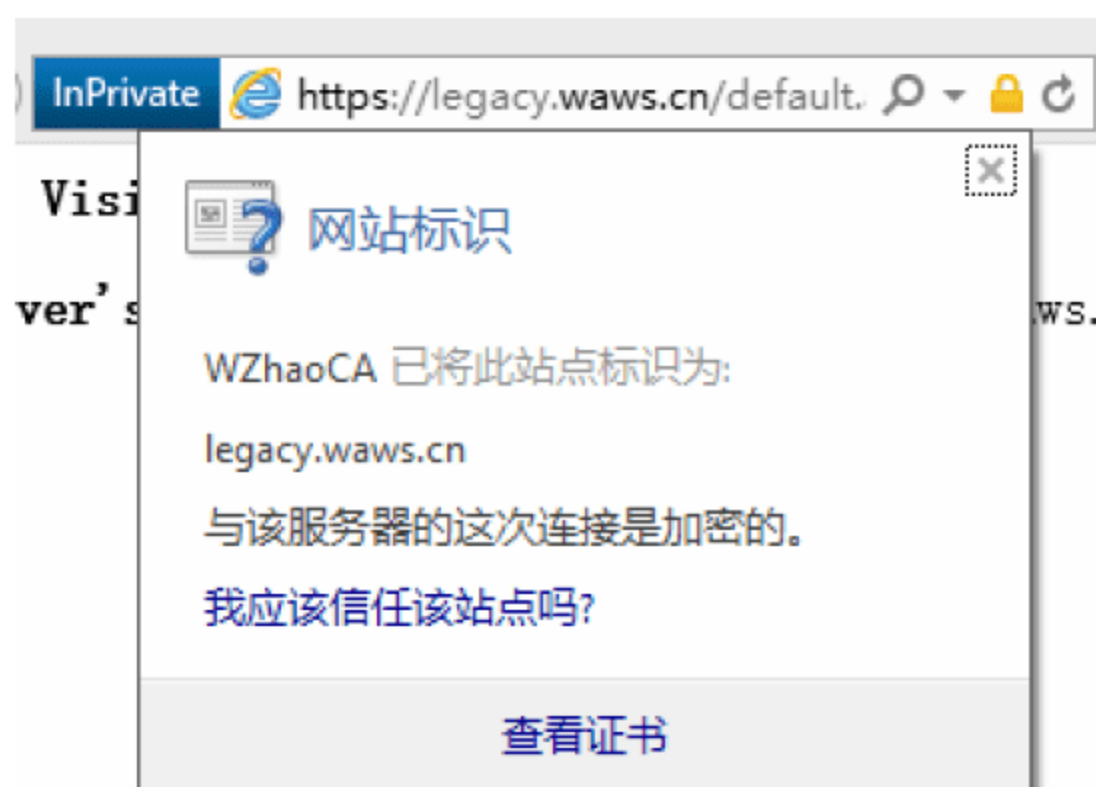 InPrivate https://legacy.waws.cn/default.
Visi
网站标识
ver's
ws.
WZhaoCA 已将此站点标识为:
legacy.waws.cn
与该服务器的这次连接是加密的。
我应该信任该站点吗?
查看证书